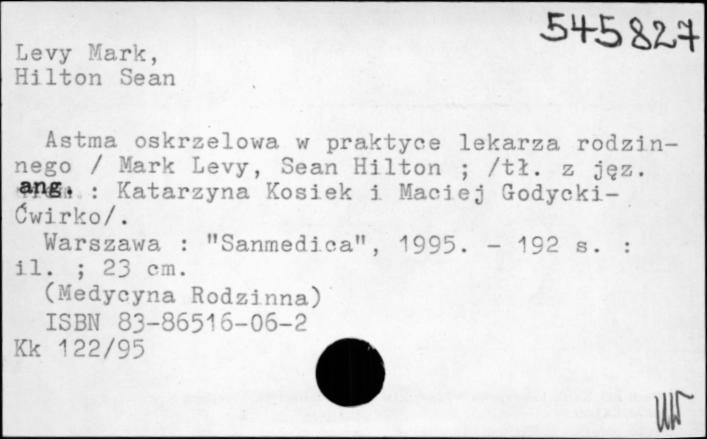 545827
Levy Mark,
Hilton Sean
Astma oskrzelowa w praktyce lekarza rodzin-
nego / Mark Levy, Sean Hilton ; /tł. z jęz.
ang. : Katarzyna Kosiek i Maciej Godycki-
Ćwirko/.
Warszawa : "Sanmedica", 1995. - 192 s. :
il. ; 23 cm.
(Medycyna Rodzinna)
ISBN 83-86516-06-2
Kk 122/95
UW